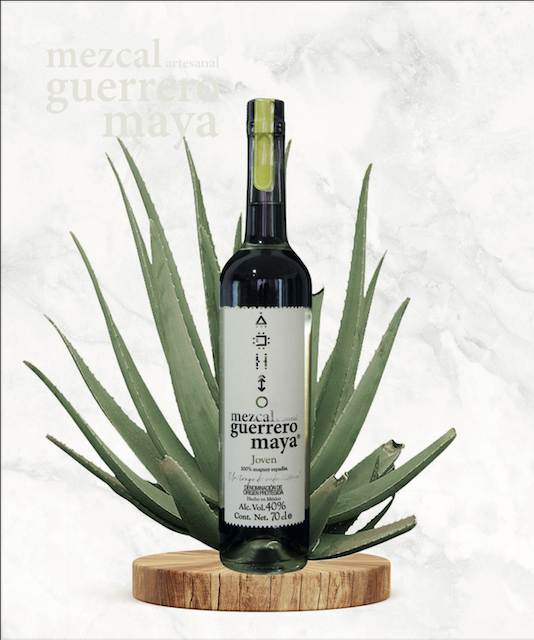 mezcal artesanal
guerrero
maya
mezcal
guerrero
maya®
Joven
100% maguey espadín
DENOMINACIÓN DE
ORIGEN PROTEGIDA
Hecho en México
Alc. Vol. 40%
Cont. Net. 70 cl e